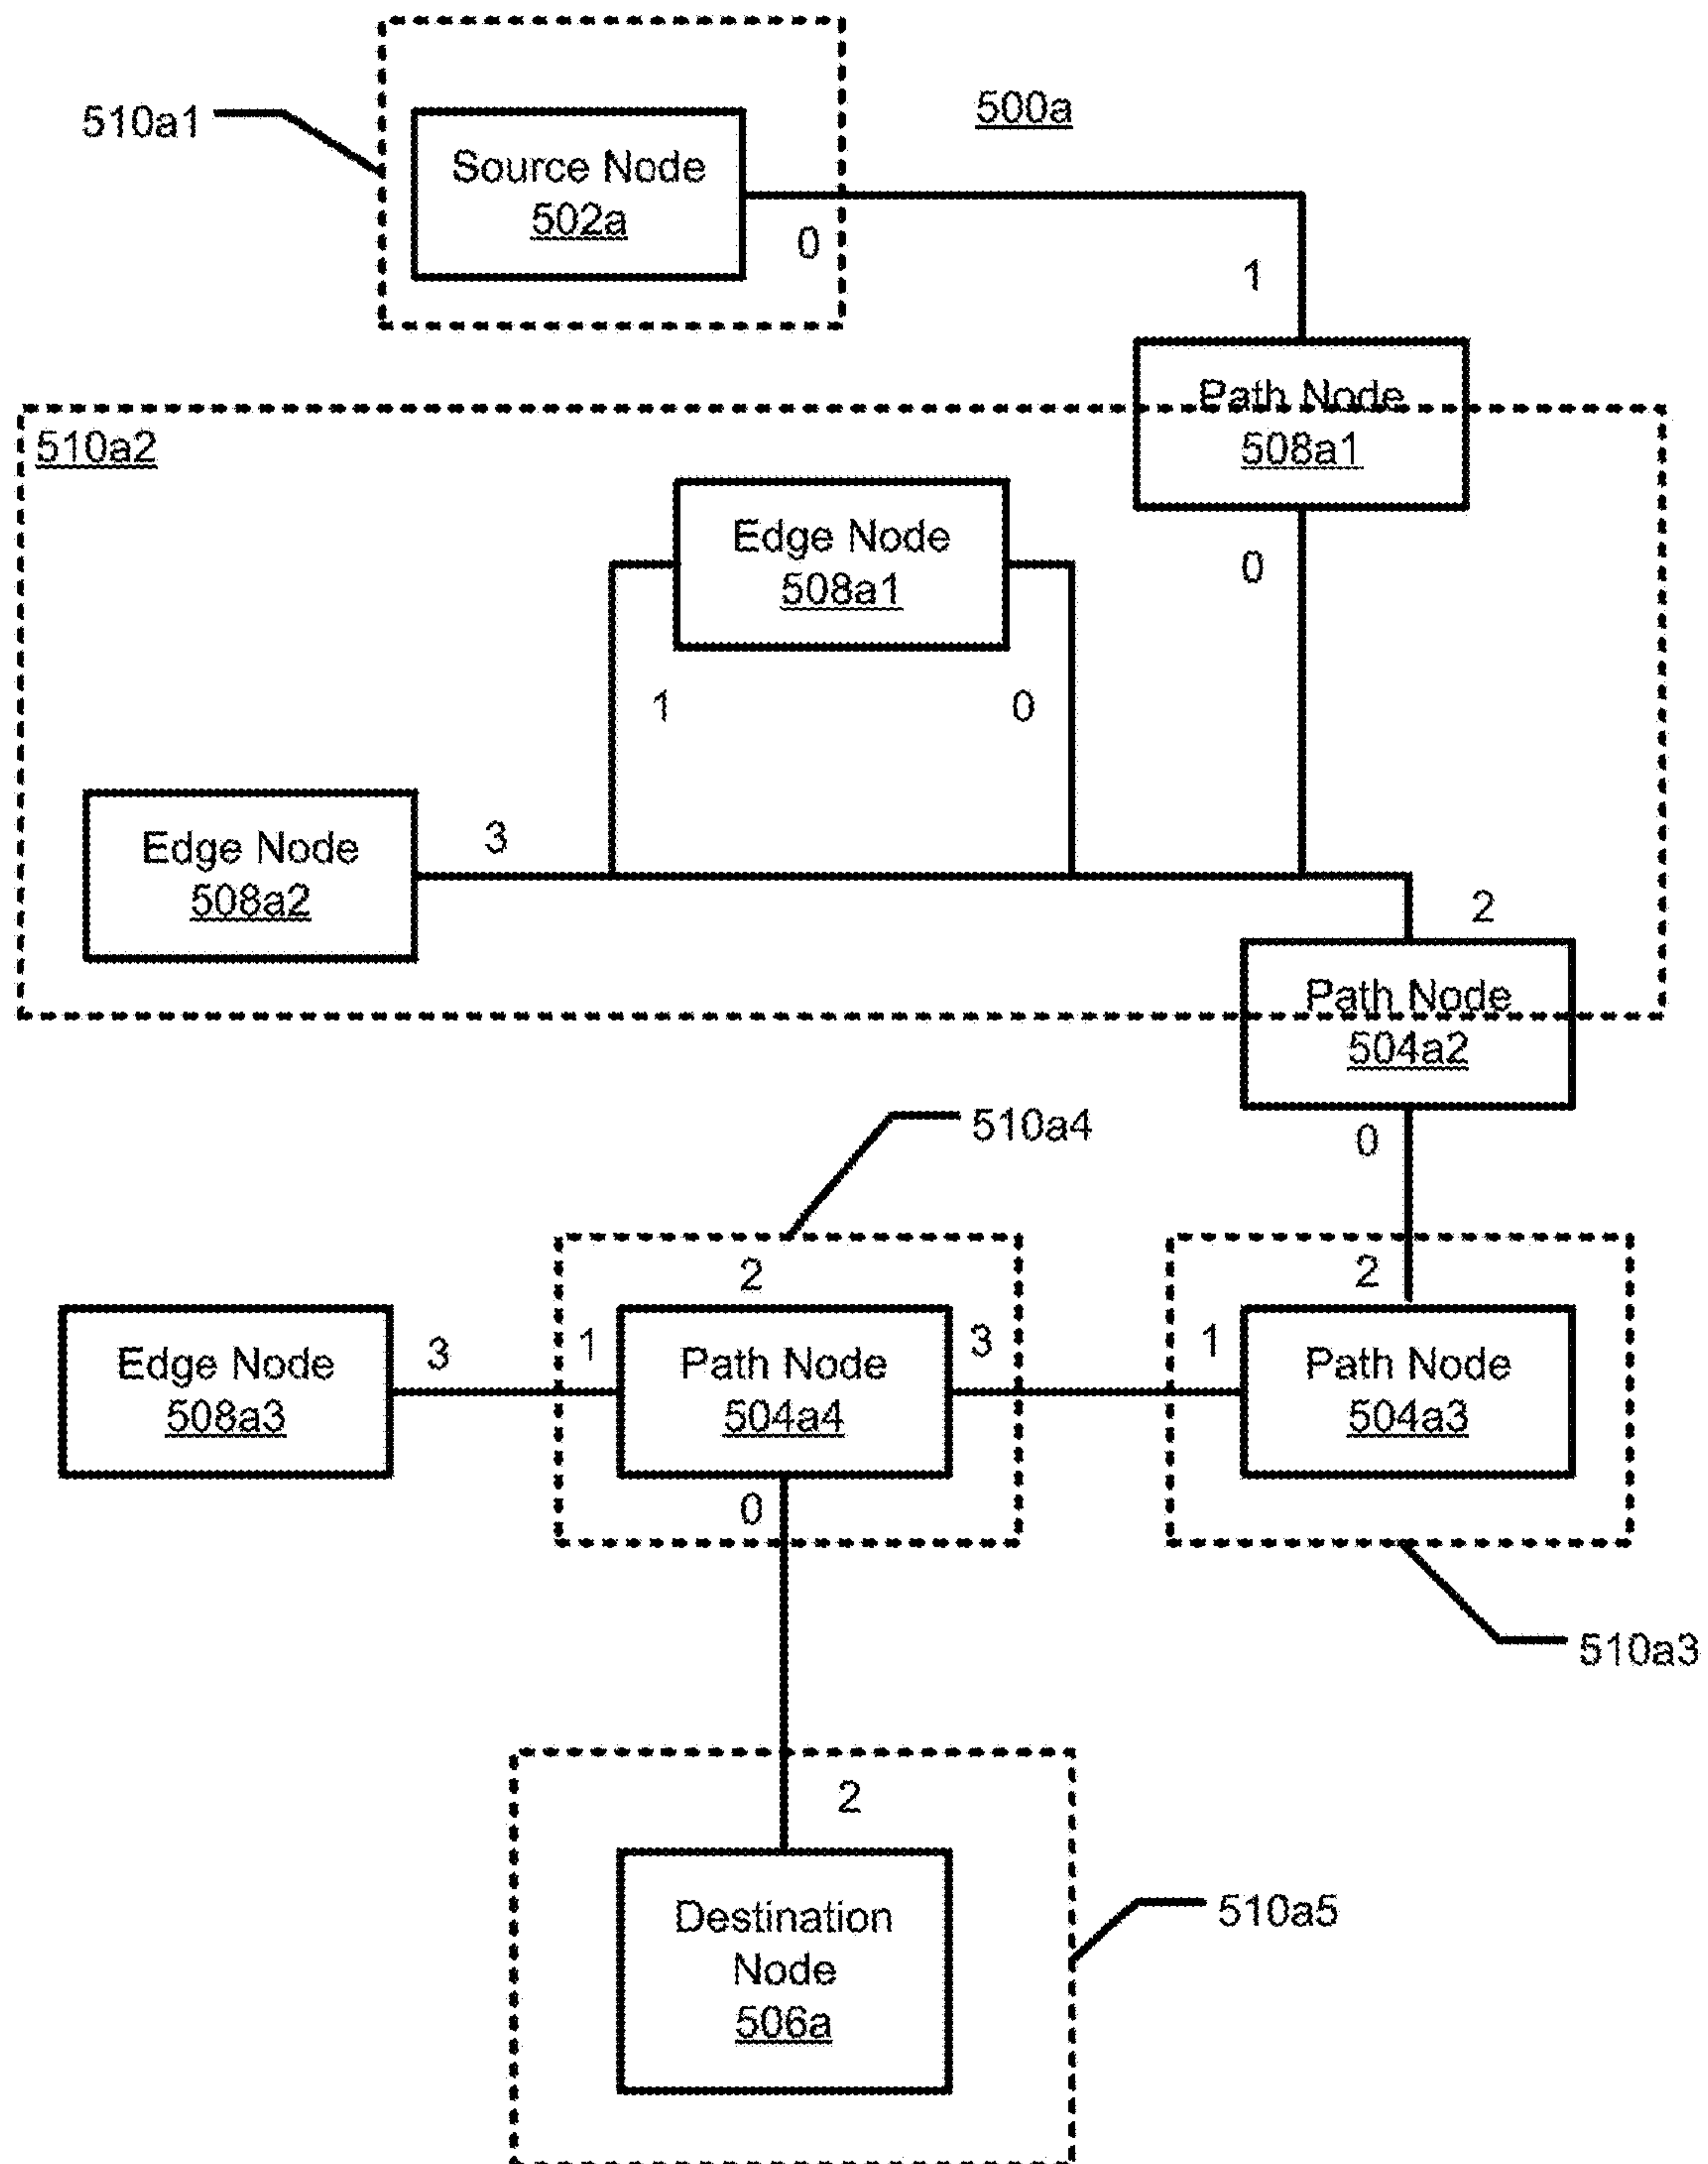 500a
510a1
Source Node
502a
0
1
Path Node
508a1
510a2
0
Edge Node
508a1
1
0
Edge Node
508a2
3
2
Path Node
504a2
0
510a4
2
2
Edge Node
508a3
3
1
Path Node
504a4
3
1
Path Node
504a3
0
510a3
2
Destination
Node
506a
510a5